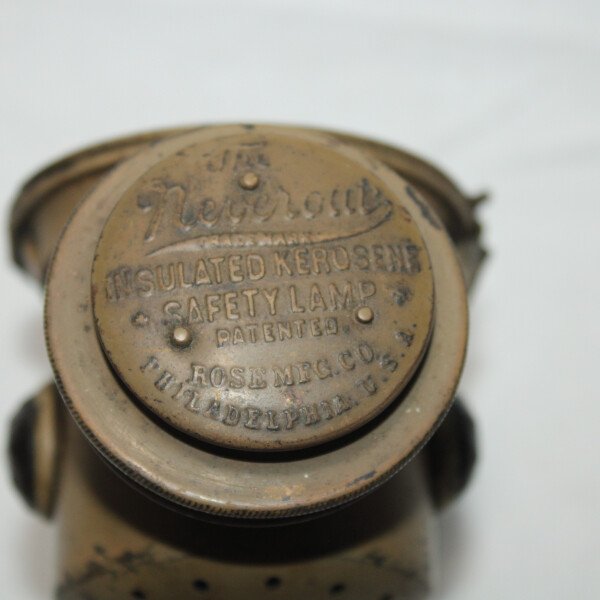 The
Neverout
TRADE MARK
INSULATED KEROSENE
SAFETY LAMP
PATENTED
ROSE MFG. CO.
PHILADELPHIA, U.S.A.